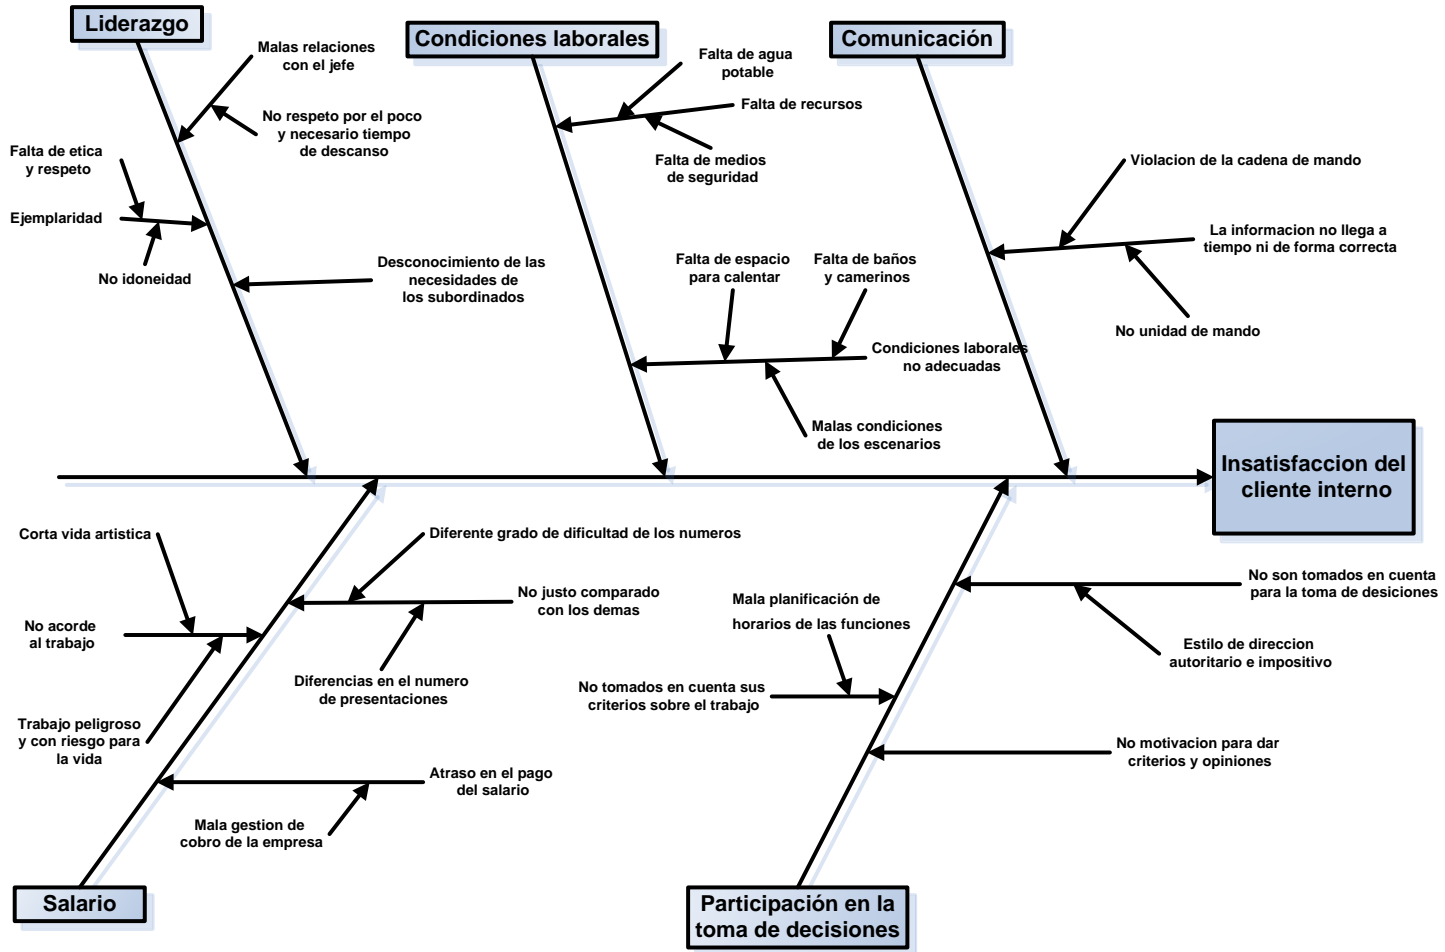 Liderazgo
Condiciones laborales
Comunicación
Malas relaciones
con el jefe
No respeto por el poco
y necesario tiempo
de descanso
Falta de etica
y respeto
Ejemplaridad
No idoneidad
Desconocimiento de las
necesidades de
los subordinados
Falta de agua
potable
Falta de recursos
Falta de medios
de seguridad
Falta de espacio
para calentar
Falta de baños
y camerinos
Condiciones laborales
no adecuadas
Malas condiciones
de los escenarios
Violacion de la cadena de mando
La informacion no llega a
tiempo ni de forma correcta
No unidad de mando
Insatisfaccion del
cliente interno
Corta vida artistica
No acorde
al trabajo
Trabajo peligroso
y con riesgo para
la vida
Diferente grado de dificultad de los numeros
No justo comparado
con los demas
Diferencias en el numero
de presentaciones
Atraso en el pago
del salario
Mala gestion de
cobro de la empresa
Mala planificación de
horarios de las funciones
No tomados en cuenta sus
criterios sobre el trabajo
No son tomados en cuenta
para la toma de desiciones
Estilo de direccion
autoritario e impositivo
No motivacion para dar
criterios y opiniones
Salario
Participación en la
toma de decisiones